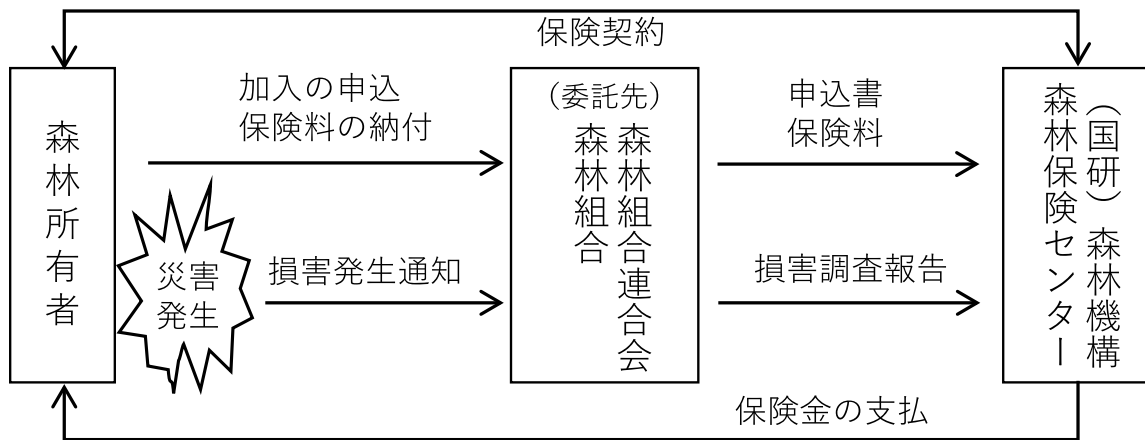 保険契約
森林所有者
加入の申込
保険料の納付
災害
発生
損害発生通知
（委託先）
森林組合連合会
森林組合
申込書
保険料
損害調査報告
（国研）森林機構
森林保険センター
保険金の支払